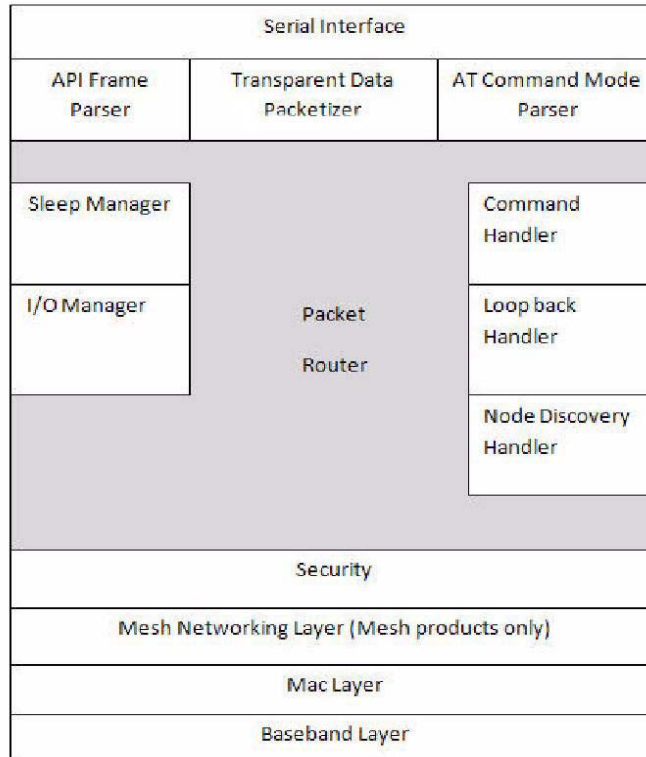 Serial Interface
API Frame
Parser
Transparent Data
Packetizer
AT Command Mode
Parser
Sleep Manager
I/O Manager
Packet
Router
Command
Handler
Loop back
Handler
Node Discovery
Handler
Security
Mesh Networking Layer (Mesh products only)
Mac Layer
Baseband Layer